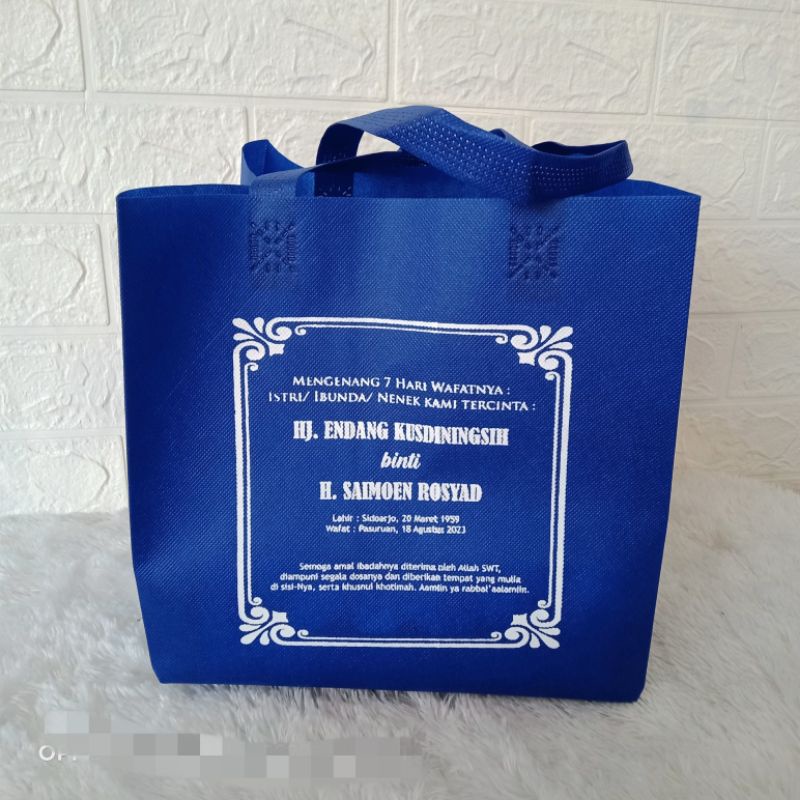 MENGENANG 7 HARI WAFATNYA :
ISTRI/ IBUNDA/ NENEK KAMI TERCINTA :
HJ. ENDANG KUSDININGSIH
binti
H. SAIMOEN ROSYAD
Lahir : Sidoarjo, 20 Maret 1959
Wafat : Pasuruan, 18 Agustus 2023
Semoga amal ibadahnya diterima oleh Allah SWT,
diampuni segala dosanya dan diberikan tempat yang mulia
di sisi-Nya, serta khusnul khotimah. Aamiin ya rabbal'aalamiin.